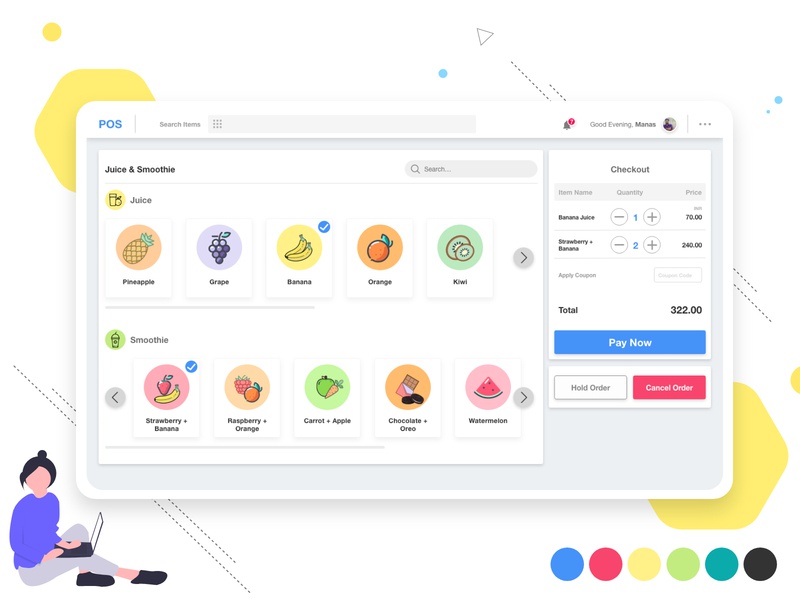 POS
Search Items
7
Good Evening, Manas
Juice & Smoothie
Search...
Juice
Pineapple
Grape
Banana
Orange
Kiwi
Smoothie
Strawberry +
Banana
Raspberry +
Orange
Carrot + Apple
Chocolate +
Oreo
Watermelon
Checkout
Item Name Quantity Price
INR
Banana Juice 1 70.00
Strawberry +
Banana 2 240.00
Apply Coupon Coupon Code
Total 322.00
Pay Now
Hold Order Cancel Order